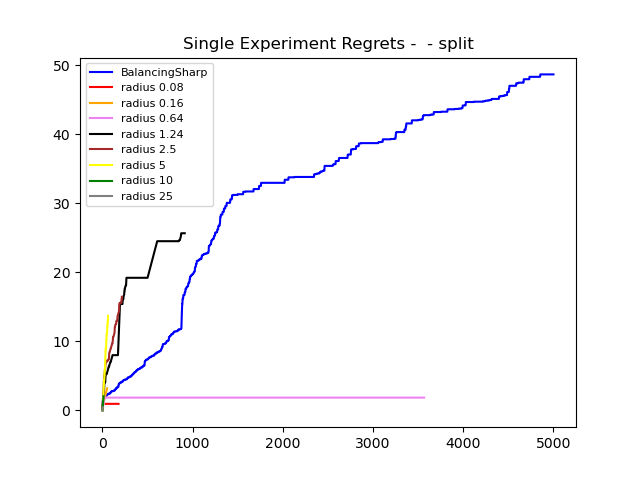 Single Experiment Regrets -  - split
50
40
30
20
10
0
BalancingSharp
radius 0.08
radius 0.16
radius 0.64
radius 1.24
radius 2.5
radius 5
radius 10
radius 25
0 1000 2000 3000 4000 5000